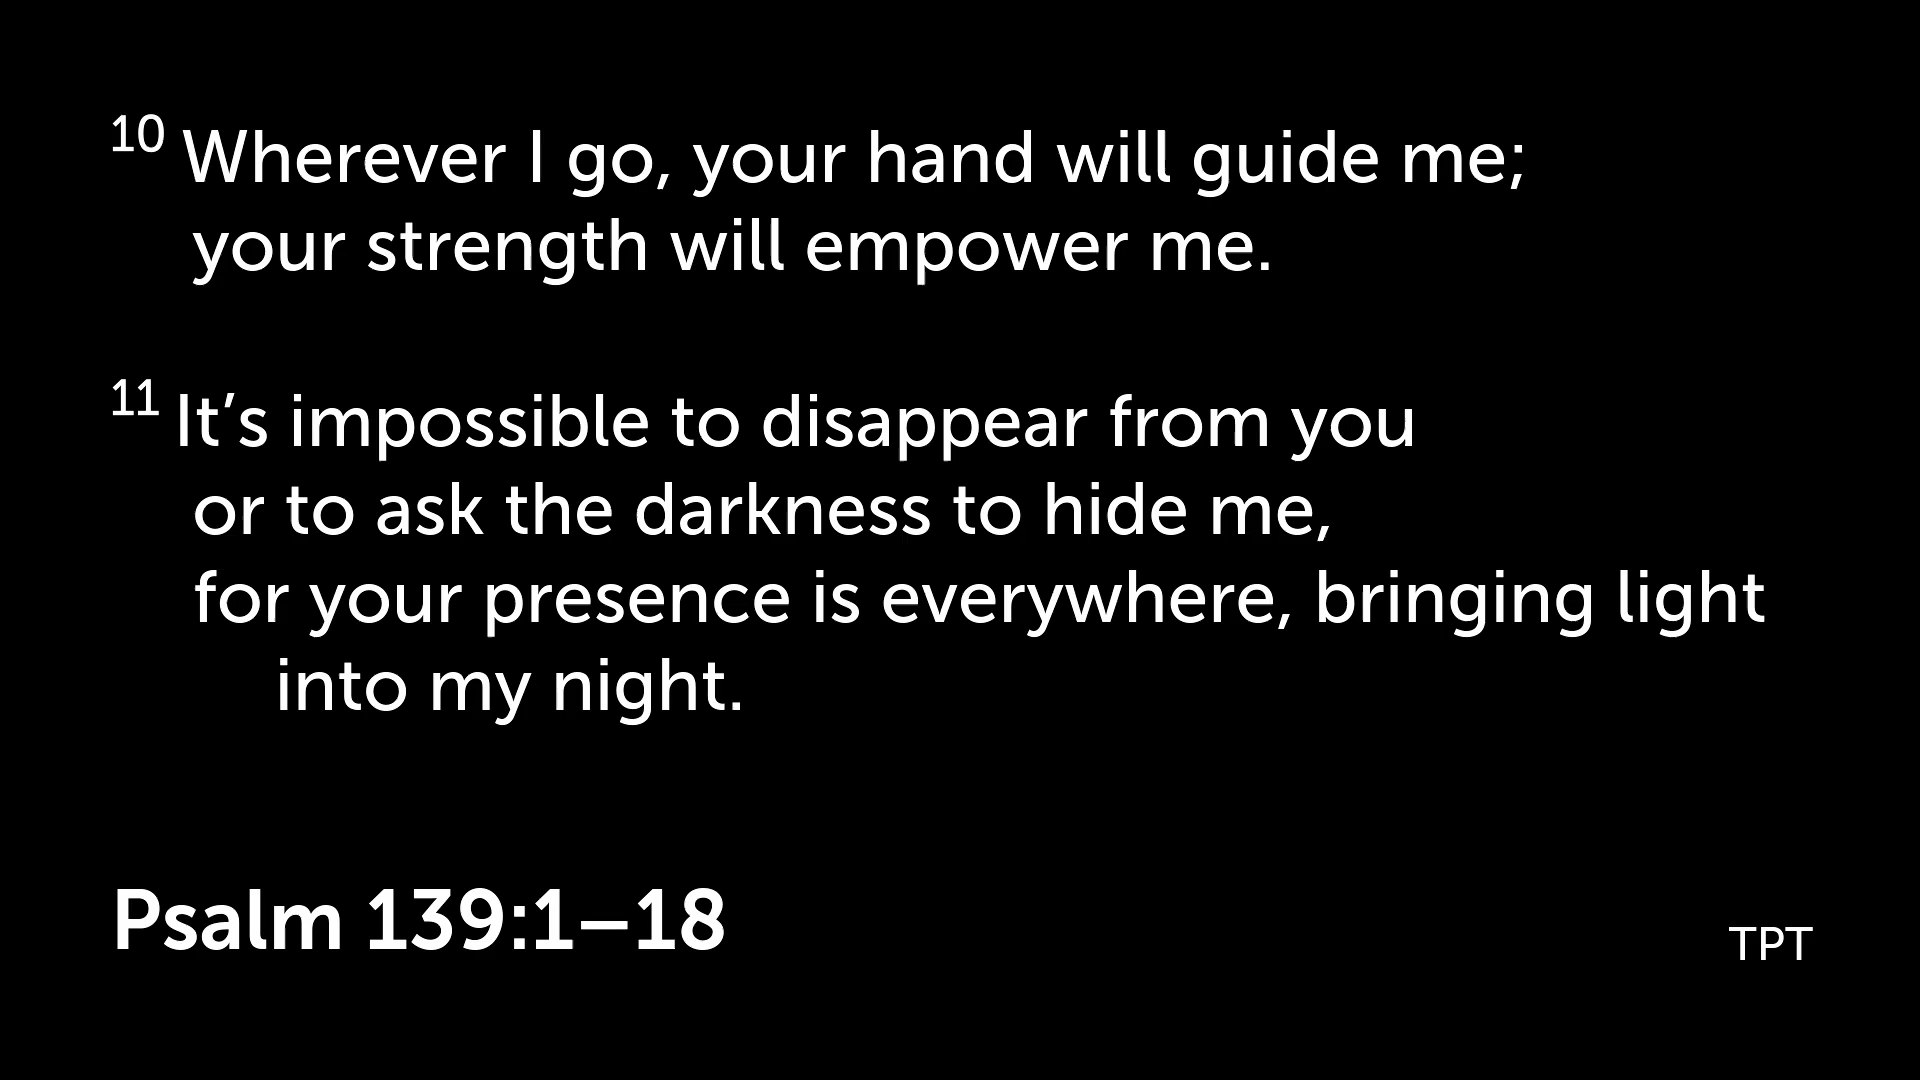 10 Wherever I go, your hand will guide me;
your strength will empower me.
11 It’s impossible to disappear from you
or to ask the darkness to hide me,
for your presence is everywhere, bringing light
into my night.
Psalm 139:1–18
TPT